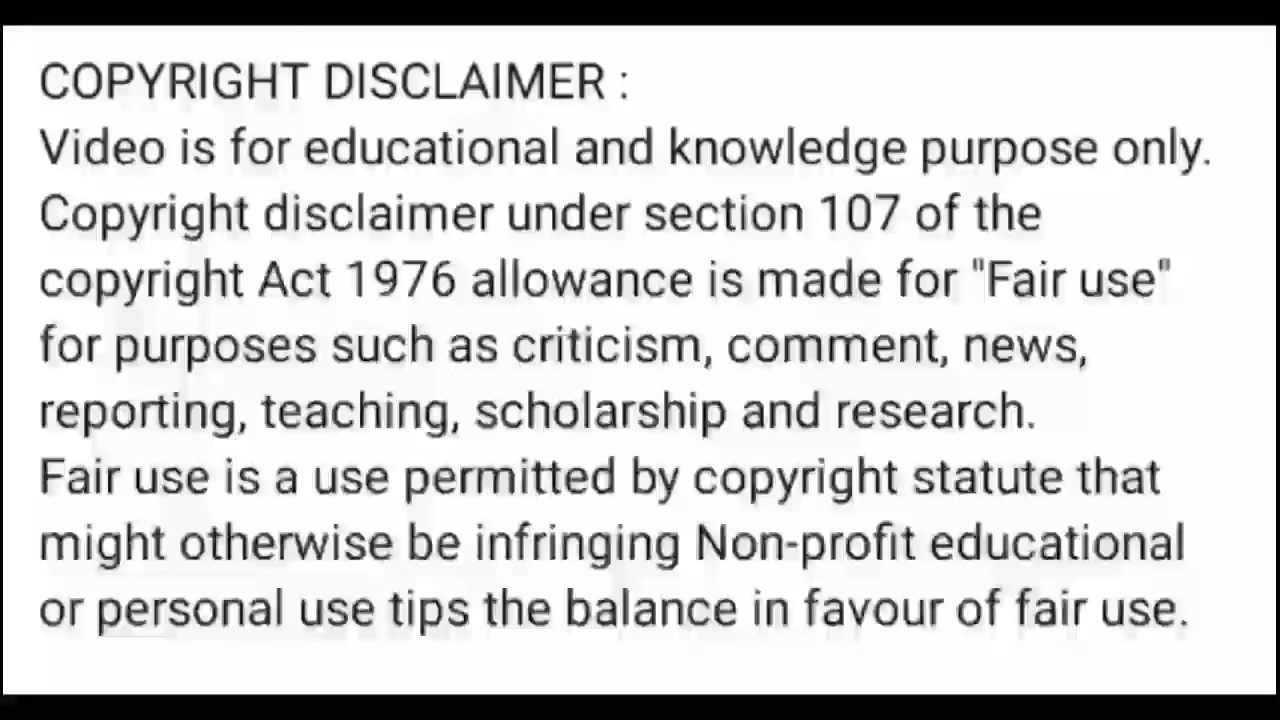 COPYRIGHT DISCLAIMER :
Video is for educational and knowledge purpose only.
Copyright disclaimer under section 107 of the
copyright Act 1976 allowance is made for "Fair use"
for purposes such as criticism, comment, news,
reporting, teaching, scholarship and research.
Fair use is a use permitted by copyright statute that
might otherwise be infringing Non-profit educational
or personal use tips the balance in favour of fair use.